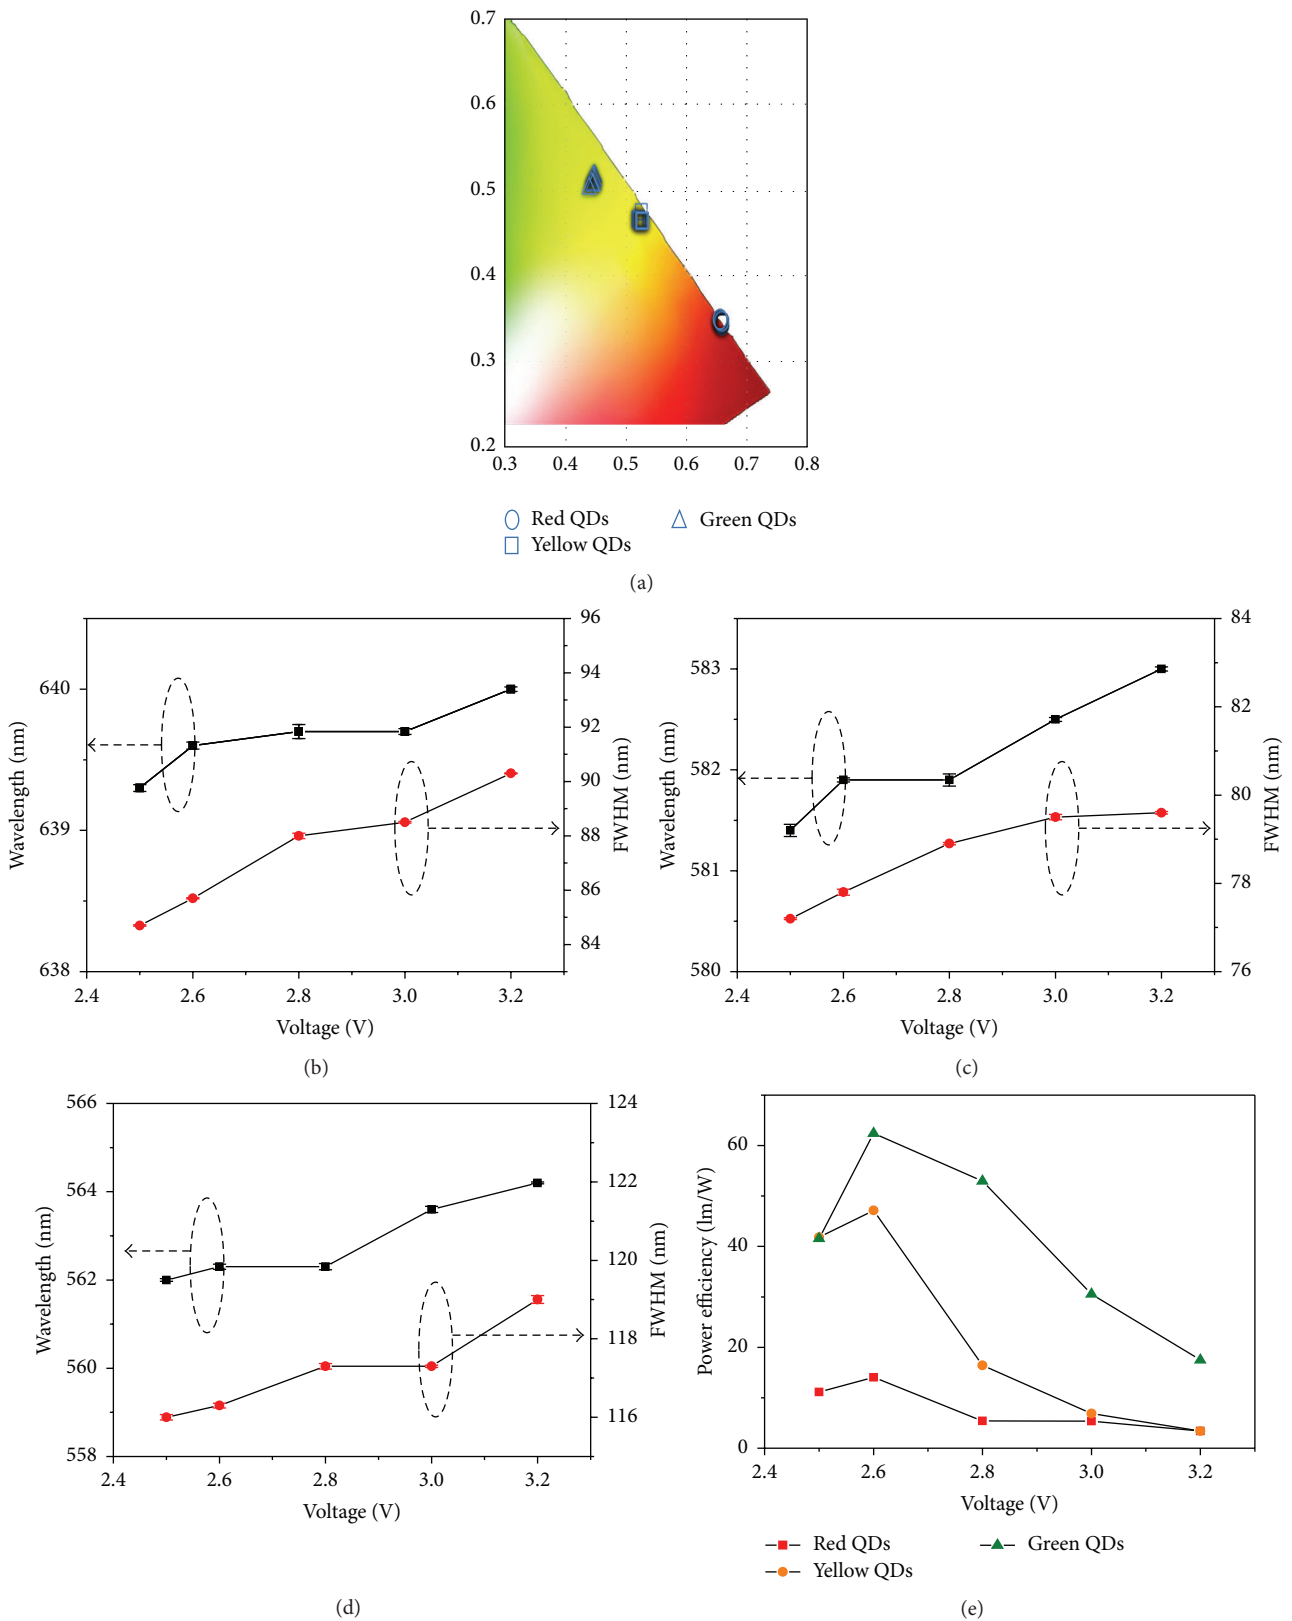 0.7
0.6
0.5
0.4
0.3
0.2
0.3 0.4 0.5 0.6 0.7 0.8
Red QDs Green QDs
Yellow QDs
(a)
640
639
638
Wavelength (nm)
96
94
92
90
88
86
84
83
FWHM (nm)
2.4 2.6 2.8 3.0 3.2
Voltage (V)
(b)
583
582
581
580
Wavelength (nm)
84
82
80
78
76
FWHM (nm)
2.4 2.6 2.8 3.0 3.2
Voltage (V)
(c)
566
564
562
560
558
Wavelength (nm)
124
122
120
118
116
115
FWHM (nm)
2.4 2.6 2.8 3.0 3.2
Voltage (V)
(d)
60
40
20
0
Power efficiency (lm/W)
2.4 2.6 2.8 3.0 3.2
Voltage (V)
Red QDs Green QDs
Yellow QDs
(e)